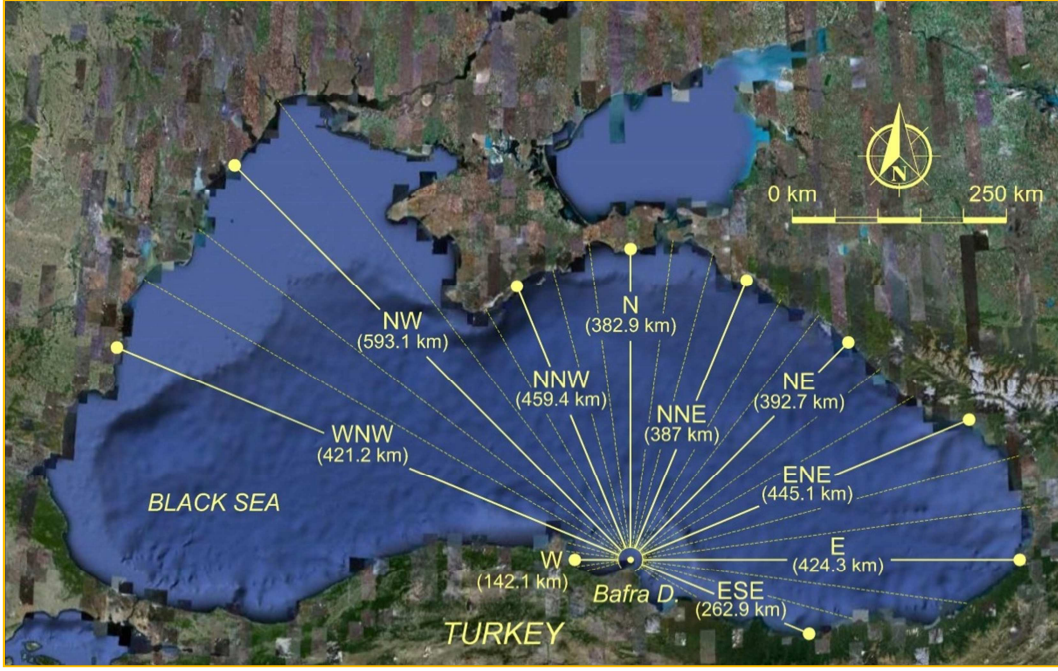 N
0 km 250 km
NW
(593.1 km)
N
(382.9 km)
NNW
(459.4 km)
NNE
(387 km)
NE
(392.7 km)
WNW
(421.2 km)
ENE
(445.1 km)
BLACK SEA
E
(424.3 km)
W
(142.1 km)
Bafra D.
ESE
(262.9 km)
TURKEY